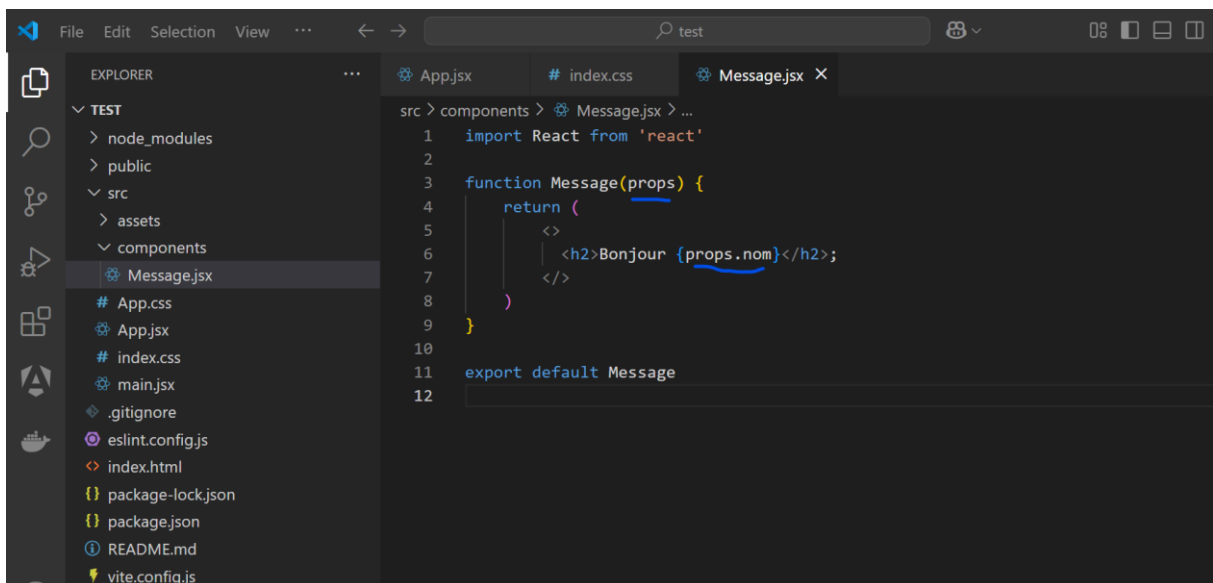 File Edit Selection View ... test
EXPLORER ...
App.jsx # index.css Message.jsx
TEST
src > components > Message.jsx > ...
node_modules
public
src
assets
components
Message.jsx
# App.css
App.jsx
# index.css
main.jsx
.gitignore
eslint.config.js
<> index.html
{} package-lock.json
{} package.json
README.md
vite.config.js
1 import React from 'react'
2
3 function Message(props) {
4 return (
5 <>
6 <h2>Bonjour {props.nom}</h2>;
7 </>
8 )
9 }
10
11 export default Message
12